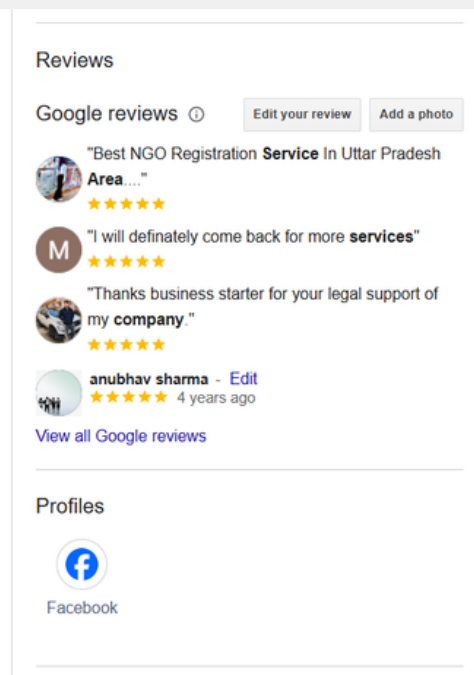 Reviews
Google reviews
Edit your review
Add a photo
"Best NGO Registration Service In Uttar Pradesh
Area...."
M
"I will definately come back for more services"
"Thanks business starter for your legal support of
my company."
anubhav sharma - Edit
4 years ago
View all Google reviews
Profiles
Facebook